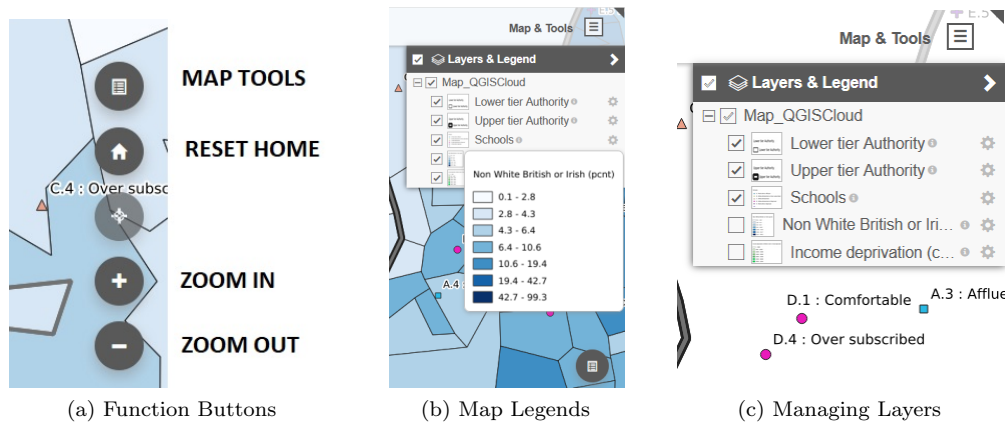 MAP TOOLS
RESET HOME
C.4 : Over subsc
ZOOM IN
ZOOM OUT
(a) Function Buttons
Map & Tools
Layers & Legend
Map_QGISCloud
Lower tier Authority
Upper tier Authority
Schools
Non White British or Irish (pcnt)
0.1 - 2.8
2.8 - 4.3
4.3 - 6.4
6.4 - 10.6
10.6 - 19.4
19.4 - 42.7
42.7 - 99.3
A.4 :
(b) Map Legends
E.5
Map & Tools
Layers & Legend
Map_QGISCloud
Lower tier Authority
Upper tier Authority
Schools
Non White British or Iri...
Income deprivation (c...
D.1 : Comfortable
A.3 : Afflue
D.4 : Over subscribed
(c) Managing Layers